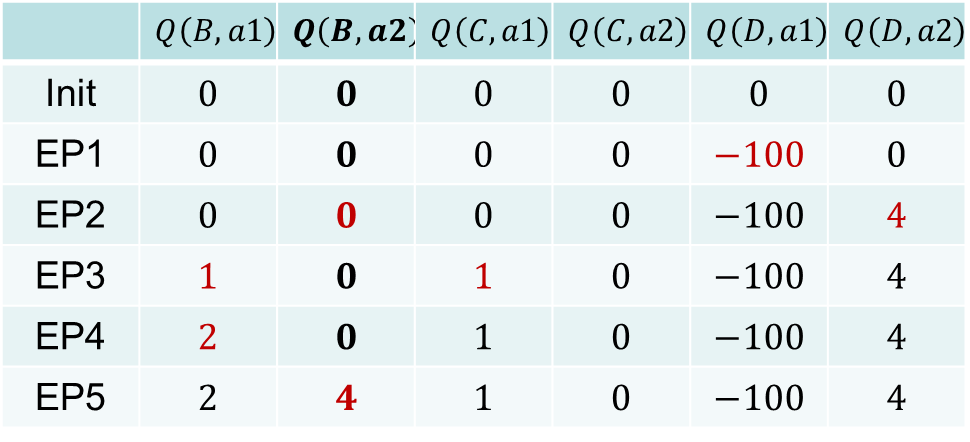 Q(B, a1) Q(B, a2) Q(C, a1) Q(C, a2) Q(D, a1) Q(D, a2)
Init 0 0 0 0 0 0
EP1 0 0 0 0 −100 0
EP2 0 0 0 0 −100 4
EP3 1 0 1 0 −100 4
EP4 2 0 1 0 −100 4
EP5 2 4 1 0 −100 4